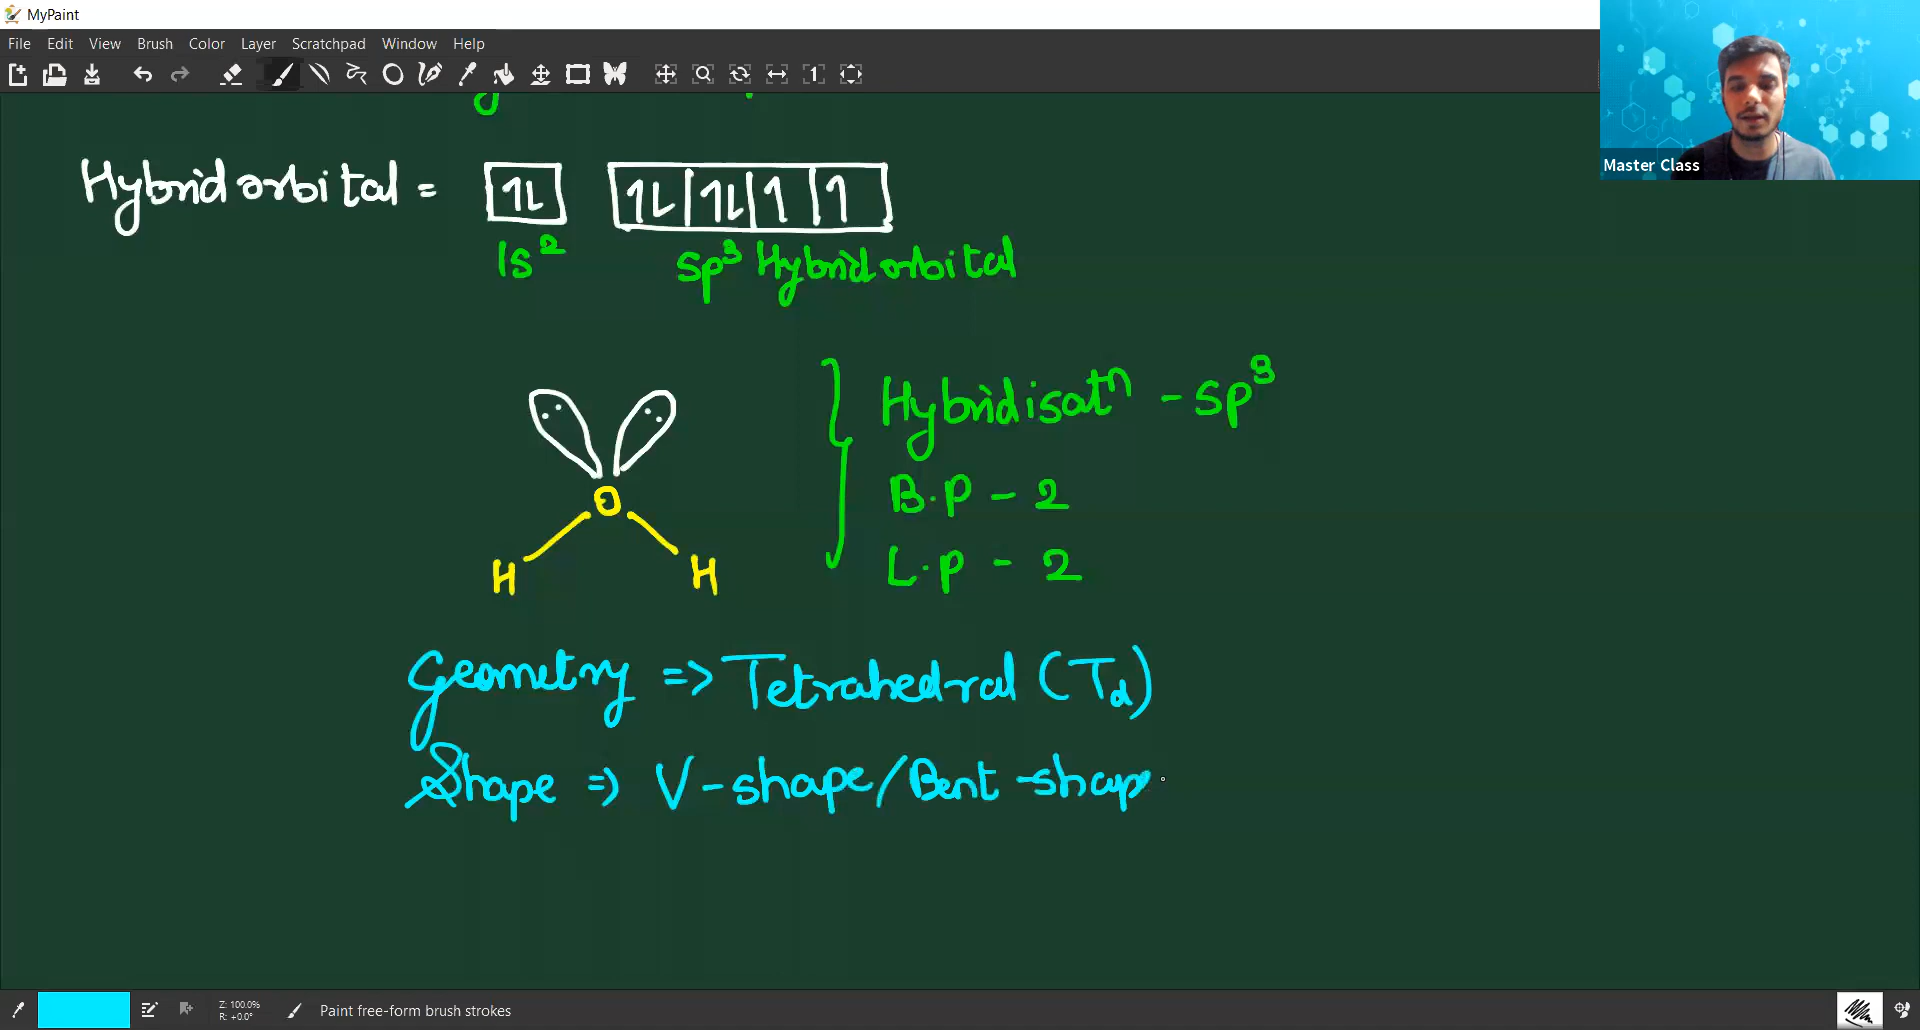 MyPaint
File Edit View Brush Color Layer Scratchpad Window Help
Master Class
Hybrid orbital = 1L 1L 1L 1 1
1s² sp³ Hybrid orbital
Hybridisatⁿ - sp³
B.P - 2
L.p - 2
O
H H
Geometry => Tetrahedral (Td)
Shape => V-shape/Bent-shap
Z: 100.0%
R: +0.0°
Paint free-form brush strokes